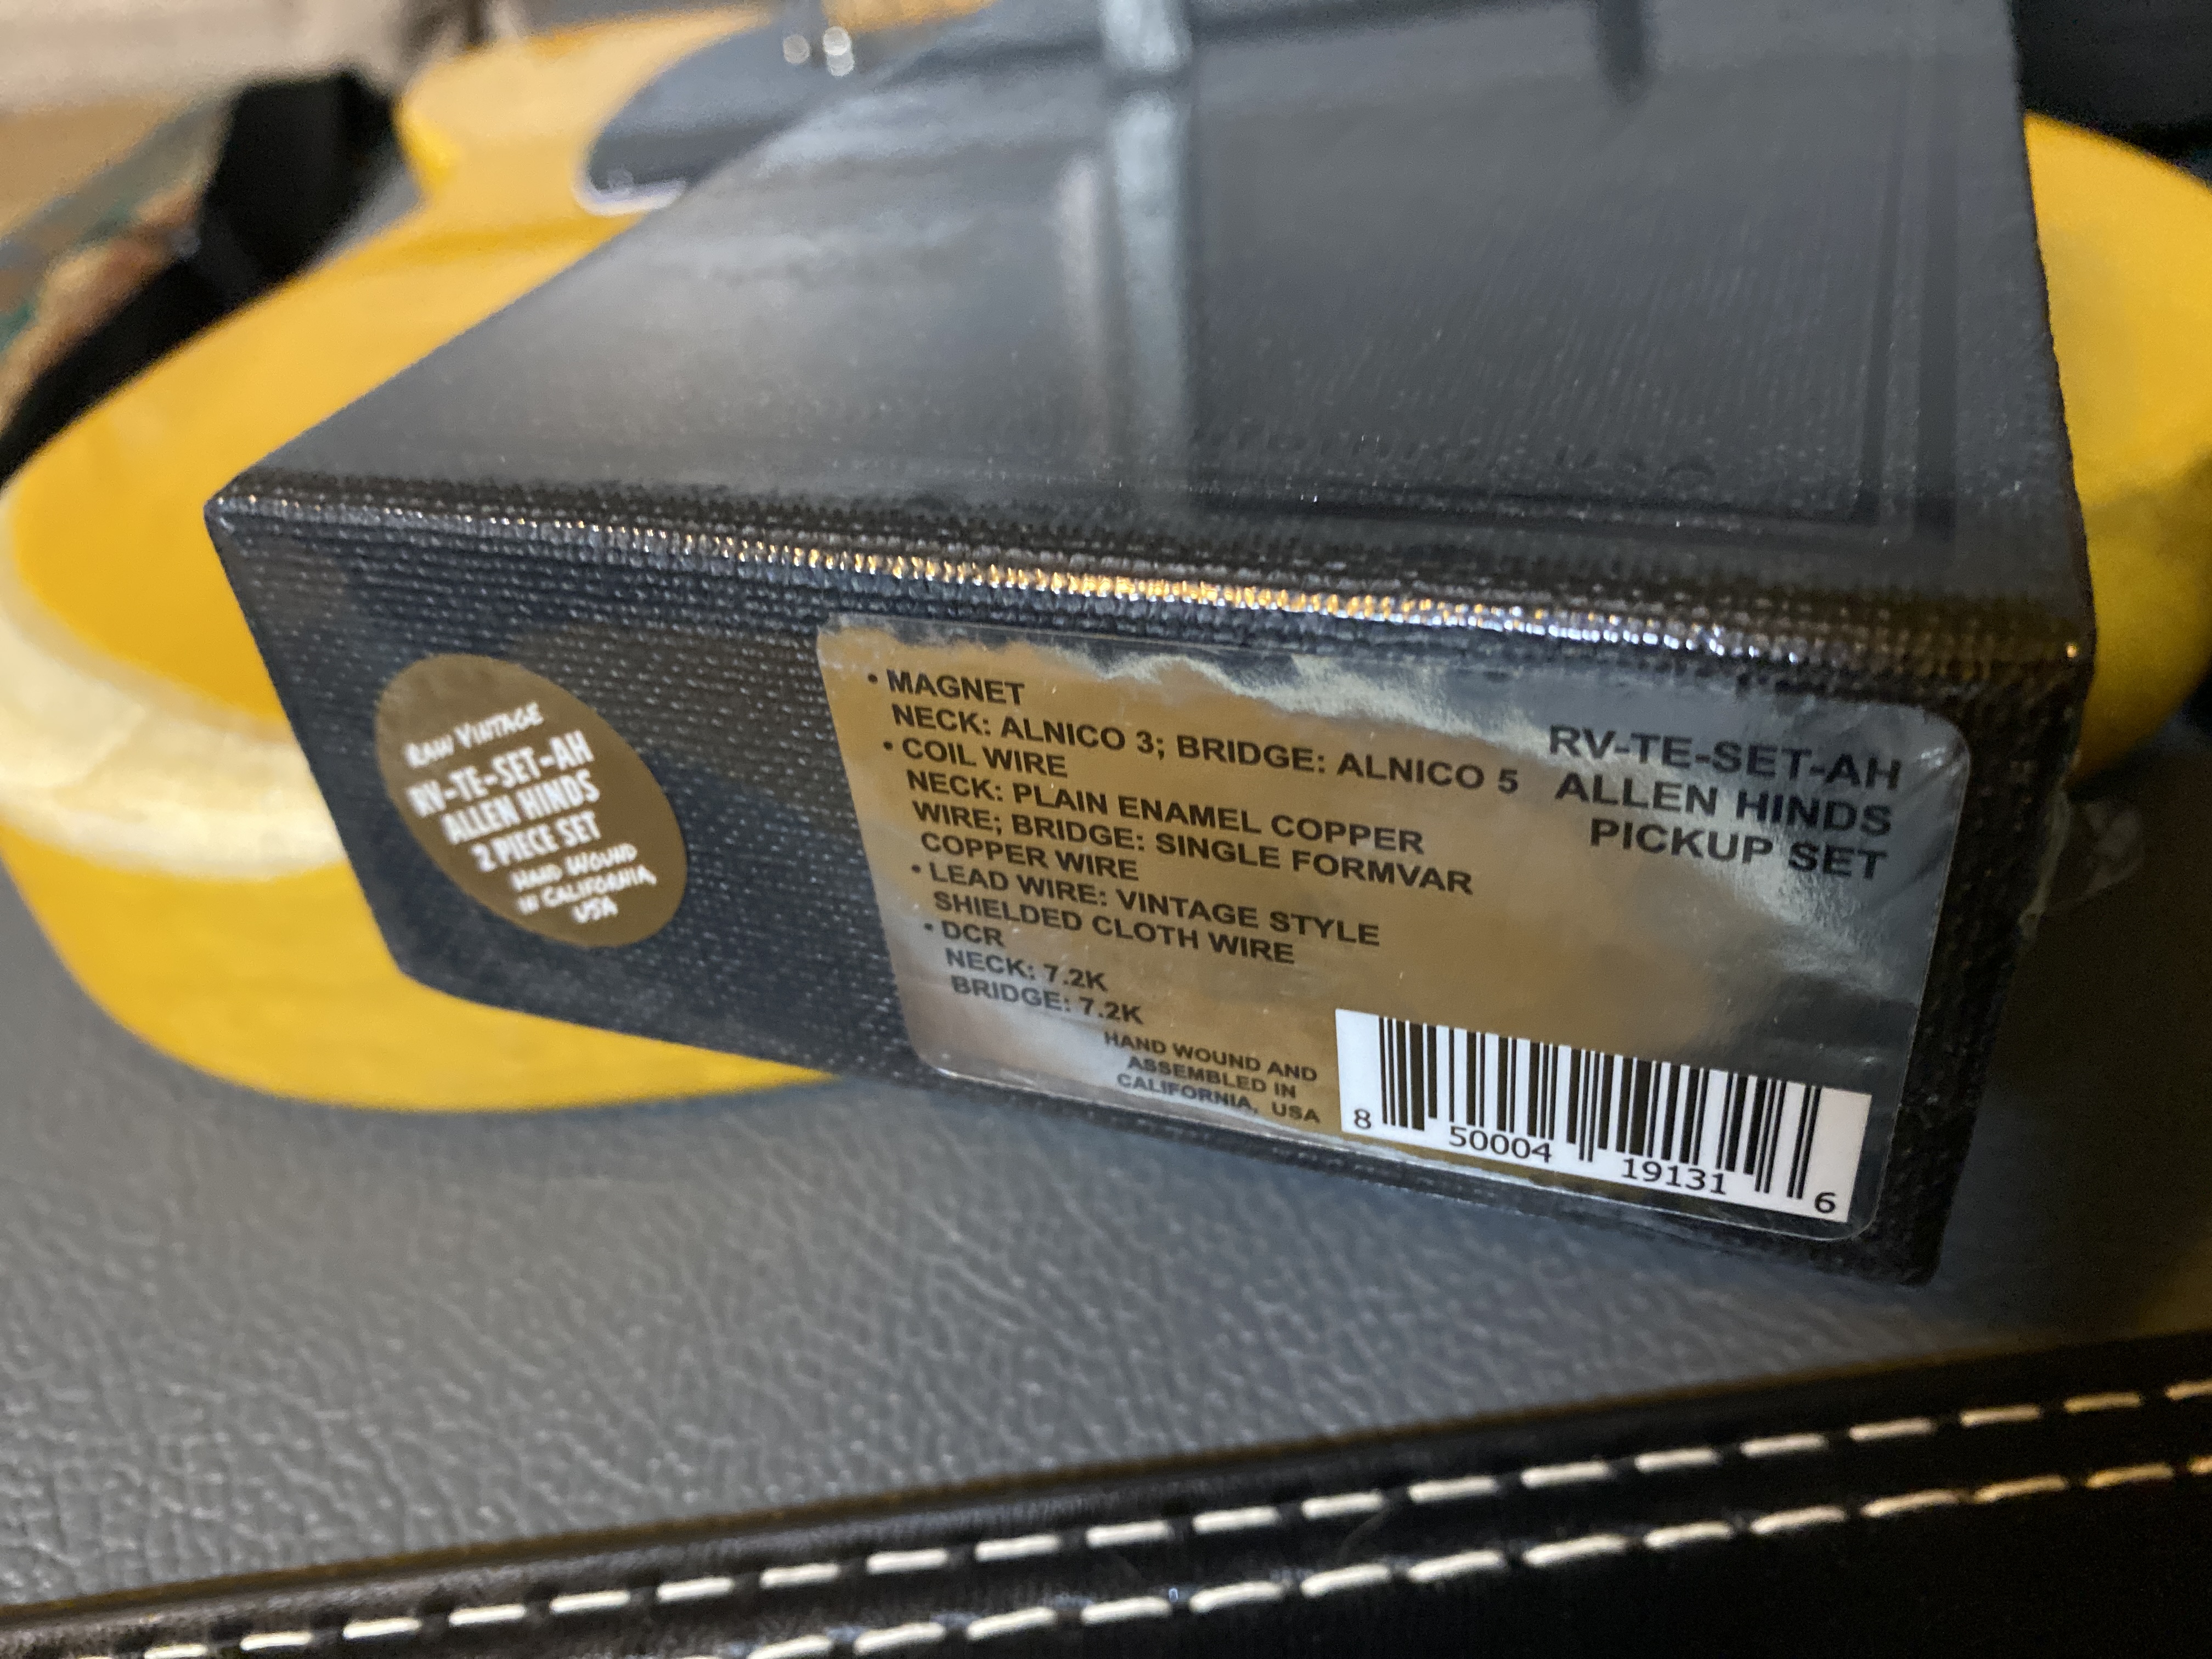 RAW VINTAGE
RV-TE-SET-AH
ALLEN HINDS
2 PIECE SET
HAND WOUND
IN CALIFORNIA,
USA
• MAGNET
NECK: ALNICO 3; BRIDGE: ALNICO 5
• COIL WIRE
NECK: PLAIN ENAMEL COPPER
WIRE; BRIDGE: SINGLE FORMVAR
COPPER WIRE
• LEAD WIRE: VINTAGE STYLE
SHIELDED CLOTH WIRE
• DCR
NECK: 7.2K
BRIDGE: 7.2K
RV-TE-SET-AH
ALLEN HINDS
PICKUP SET
HAND WOUND AND
ASSEMBLED IN
CALIFORNIA, USA
8 50004 19131 6